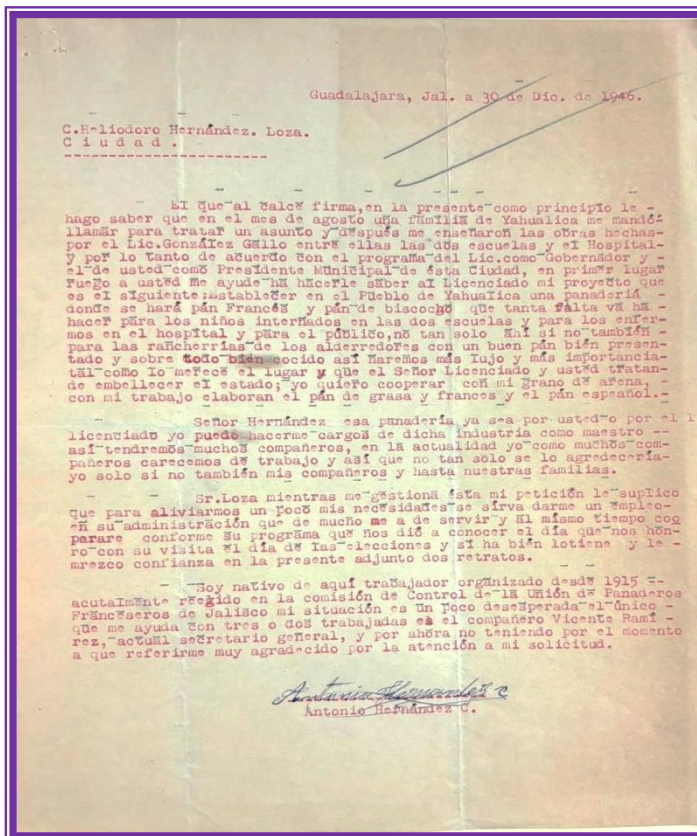 Guadalajara, Jal. a 30 de Dic. de 1946.
C.Heliodoro Hernández. Loza.
C i u d a d .
-----------------------
El que al calce firma,en la presente como principio le -
hago saber que en el mes de agosto una familia de Yahualica me mandó-
llamar para tratar un asunto y después me enseñaron las obras hechas-
por el Lic.González Gallo entre ellas las dos escuelas y el Hospital-
y por lo tanto de acuerdo con el programa del Lic.como Gobernador y -
el de usted como Presidente Municipal de ésta Ciudad, en primer lugar
ruego a usted me ayude ha hacerle saber al Licenciado mi proyecto que
es el siguiente:establecer en el Pueblo de Yahualica una panadería -
donde se hará pán Francés y pán de biscocho que tanta falta va ha -
hacer para los niños internados en las dos escuelas y para los enfer-
mos en el hospital y para el público,no tan solo ahí si no también -
para las rancherrías de los alderredores con un buen pán bién presen-
tado y sobre todo bien cocido así haremos más lujo y más importancia-
tal como lo merece el lugar y que el Señor Licenciado y usted tratan-
de embellecer el estado; yo quiero cooperar con mi grano de arena, -
con mi trabajo elaboran el pán de grasa y frances y el pán español.-
Señor Hernández esa panadería ya sea por usted o por el l
licenciado yo puedo hacerme cargos de dicha industria como maestro --
así tendremos muchos compañeros, en la actualidad yo como muchos com-
pañeros carecemos de trabajo y así que no tan solo se lo agredecería-
yo solo si no también mis compañeros y hasta nuestras familias.
Sr.Loza mientras me gestiona ésta mi petición le suplico
que para aliviarmos un poco mis necesidades se sirva darme un empleo-
en su administración que de mucho me a de servir y al mismo tiempo coo
parare conforme su programa que nos dió a conocer el día que nos hon-
ro con su visita el día de las elecciones y si ha bién lotiene y le -
mrezco confianza en la presente adjunto dos retratos.
Soy nativo de aquí trabajador organizado desde 1915 =-
acutalmente recgido en la comisión de Control de la Unión de Panaderos
Franceseros de Jalisco mi situación es un poco desesperada el único -
que me ayuda con tres o dos trabajadas es el compañero Vicente Ramí -
rez, actual secretario general, y por ahora no teniendo por el momento
a que referirme muy agradecido por la atención a mi solicitud.
Antonio Hernandez C
Antonio Hernández C.